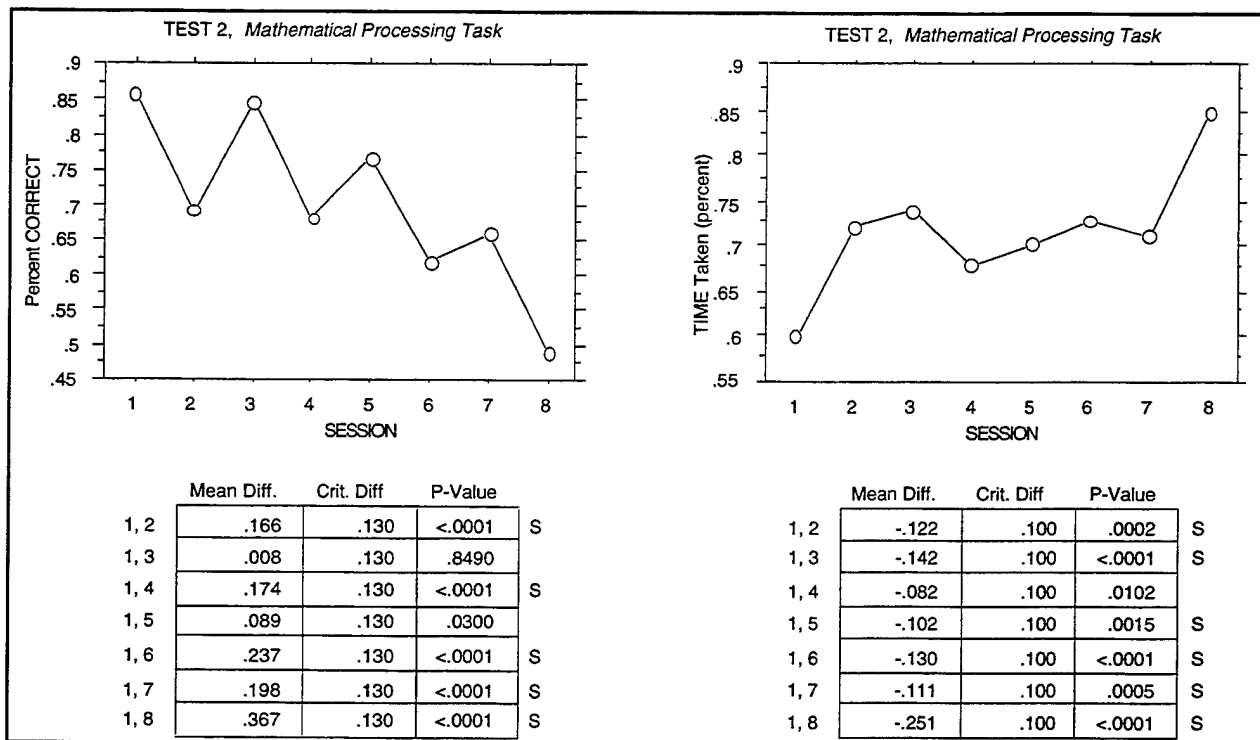 TEST 2, Mathematical Processing Task
Percent CORRECT
.9
.85
.8
.75
.7
.65
.6
.55
.5
.45
1 2 3 4 5 6 7 8
SESSION
Mean Diff. Crit. Diff P-Value
1, 2 .166 .130 <.0001 S
1, 3 .008 .130 .8490
1, 4 .174 .130 <.0001 S
1, 5 .089 .130 .0300
1, 6 .237 .130 <.0001 S
1, 7 .198 .130 <.0001 S
1, 8 .367 .130 <.0001 S
TEST 2, Mathematical Processing Task
TIME Taken (percent)
.9
.85
.8
.75
.7
.65
.6
.55
1 2 3 4 5 6 7 8
SESSION
Mean Diff. Crit. Diff P-Value
1, 2 -.122 .100 .0002 S
1, 3 -.142 .100 <.0001 S
1, 4 -.082 .100 .0102
1, 5 -.102 .100 .0015 S
1, 6 -.130 .100 <.0001 S
1, 7 -.111 .100 .0005 S
1, 8 -.251 .100 <.0001 S